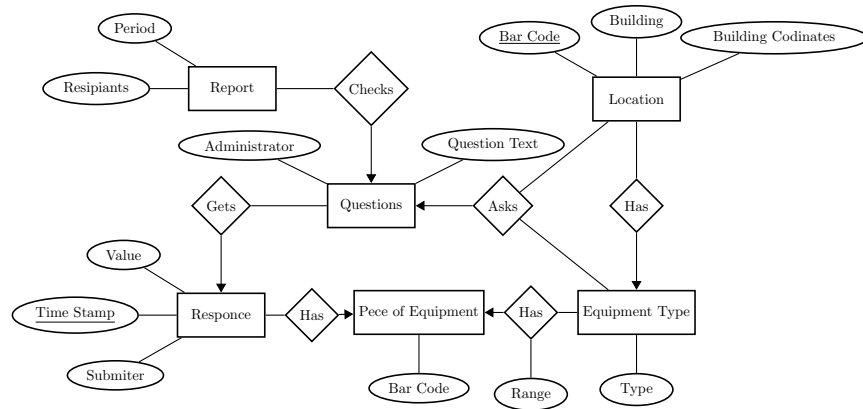 Period
Building
Bar Code
Building Codinates
Resipiants
Report
Checks
Location
Administrator
Question Text
Gets
Questions
Asks
Has
Value
Time Stamp
Responce
Has
Pece of Equipment
Has
Equipment Type
Submiter
Bar Code
Range
Type